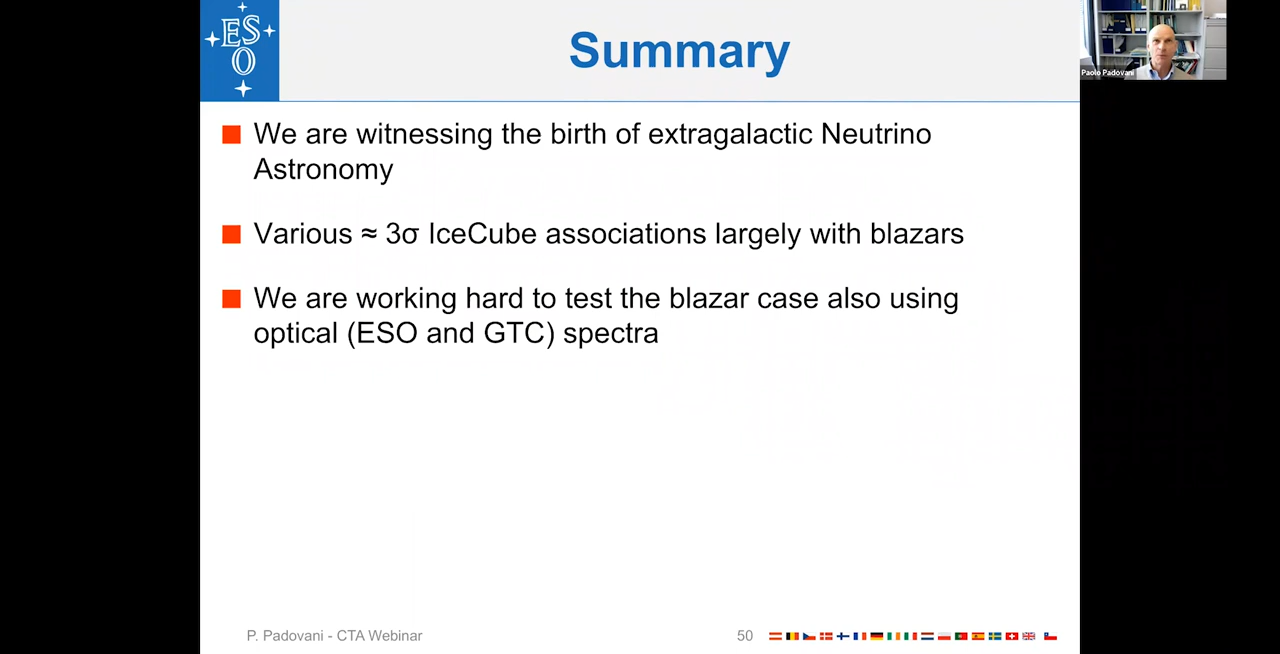 ESO
Summary
Paolo Padovani
We are witnessing the birth of extragalactic Neutrino
Astronomy
Various ≈ 3σ IceCube associations largely with blazars
We are working hard to test the blazar case also using
optical (ESO and GTC) spectra
P. Padovani - CTA Webinar
50